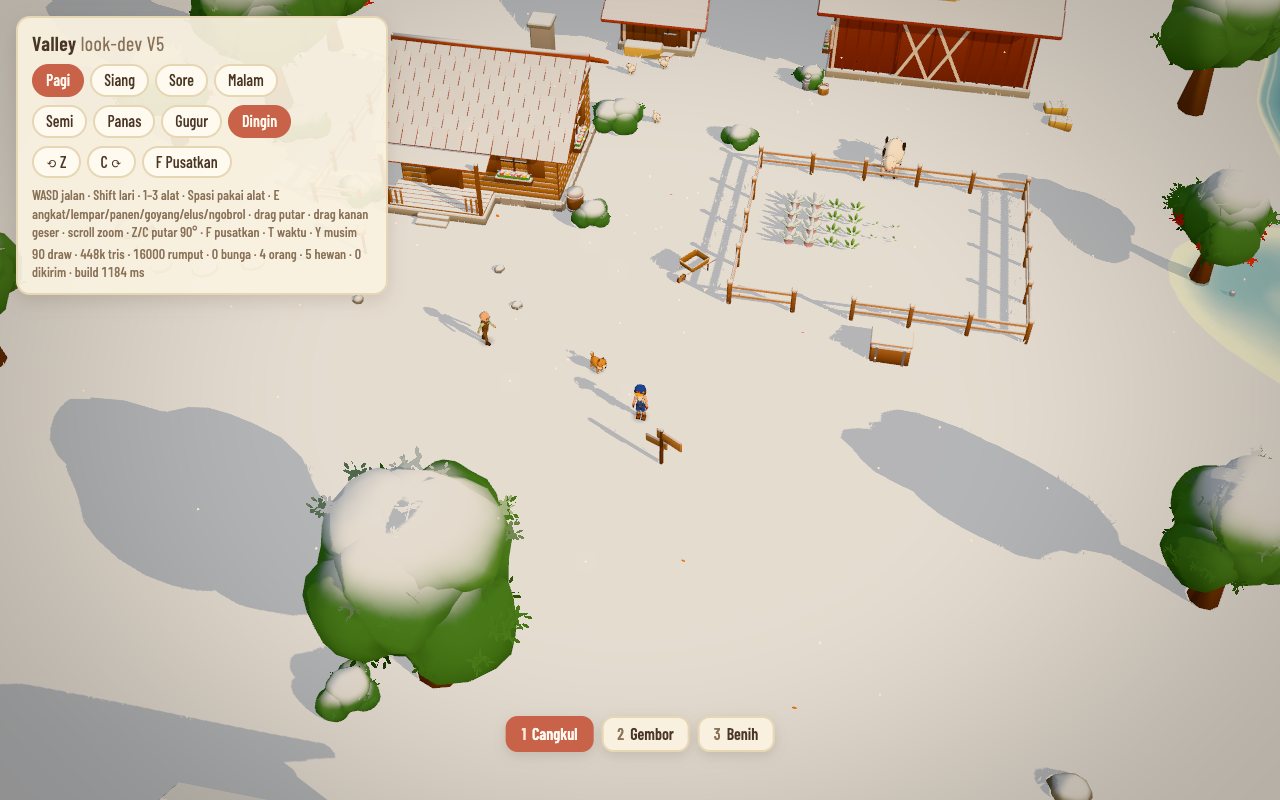 Valley look-dev V5
Pagi Siang Sore Malam
Semi Panas Gugur Dingin
⟲ Z C ⟳ F Pusatkan
WASD jalan · Shift lari · 1–3 alat · Spasi pakai alat · E
angkat/lempar/panen/goyang/elus/ngobrol · drag putar · drag kanan
geser · scroll zoom · Z/C putar 90° · F pusatkan · T waktu · Y musim
90 draw · 448k tris · 16000 rumput · 0 bunga · 4 orang · 5 hewan · 0
dikirim · build 1184 ms
1 Cangkul 2 Gembor 3 Benih